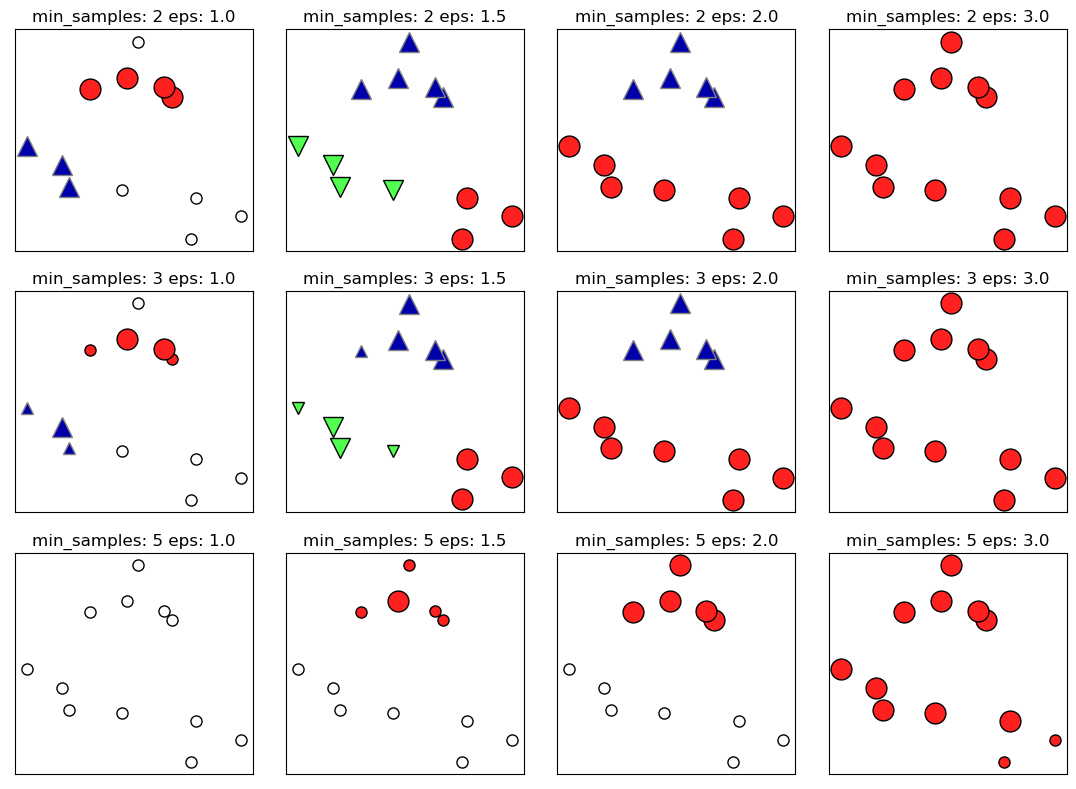 min_samples: 2 eps: 1.0
min_samples: 2 eps: 1.5
min_samples: 2 eps: 2.0
min_samples: 2 eps: 3.0
min_samples: 3 eps: 1.0
min_samples: 3 eps: 1.5
min_samples: 3 eps: 2.0
min_samples: 3 eps: 3.0
min_samples: 5 eps: 1.0
min_samples: 5 eps: 1.5
min_samples: 5 eps: 2.0
min_samples: 5 eps: 3.0